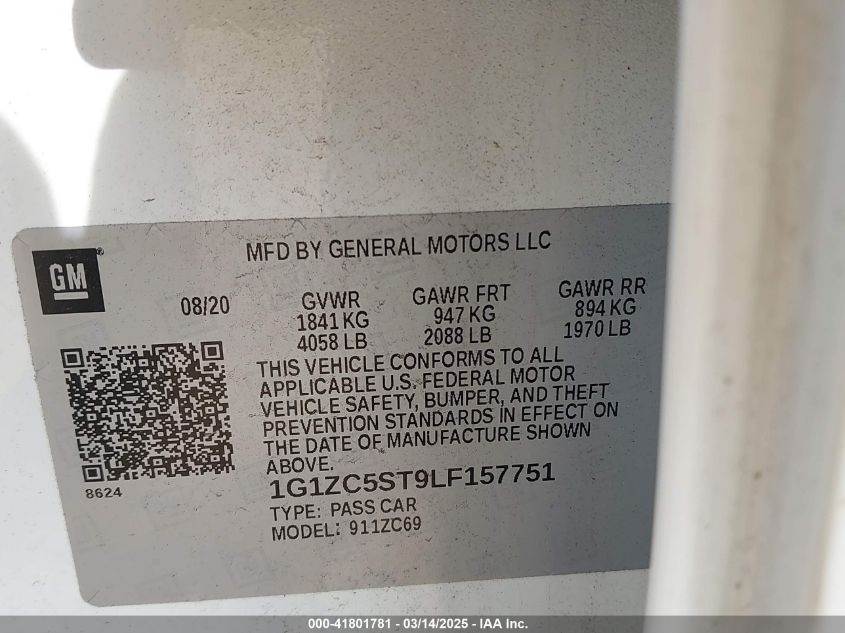 MFD BY GENERAL MOTORS LLC
GM®
08/20
GVWR
1841 KG
4058 LB
GAWR FRT
947 KG
2088 LB
GAWR RR
894 KG
1970 LB
THIS VEHICLE CONFORMS TO ALL
APPLICABLE U.S. FEDERAL MOTOR
VEHICLE SAFETY, BUMPER, AND THEFT
PREVENTION STANDARDS IN EFFECT ON
THE DATE OF MANUFACTURE SHOWN
ABOVE.
8624
1G1ZC5ST9LF157751
TYPE: PASS CAR
MODEL: 911ZC69
000-41801781 - 03/14/2025 - IAA Inc.